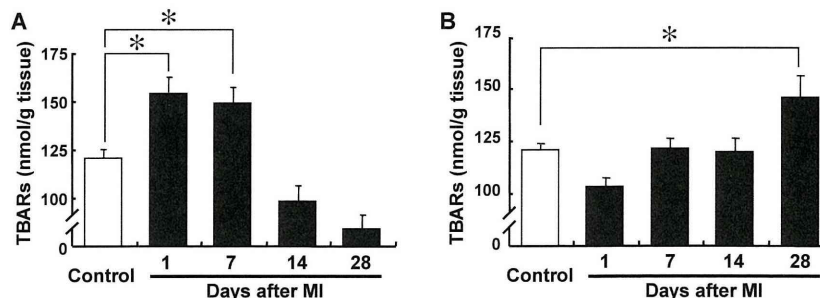 A
TBARs (nmol/g tissue)
175
150
125
100
0
* *
Control
1 7 14 28
Days after MI
B
TBARs (nmol/g tissue)
175
150
125
100
0
*
Control
1 7 14 28
Days after MI